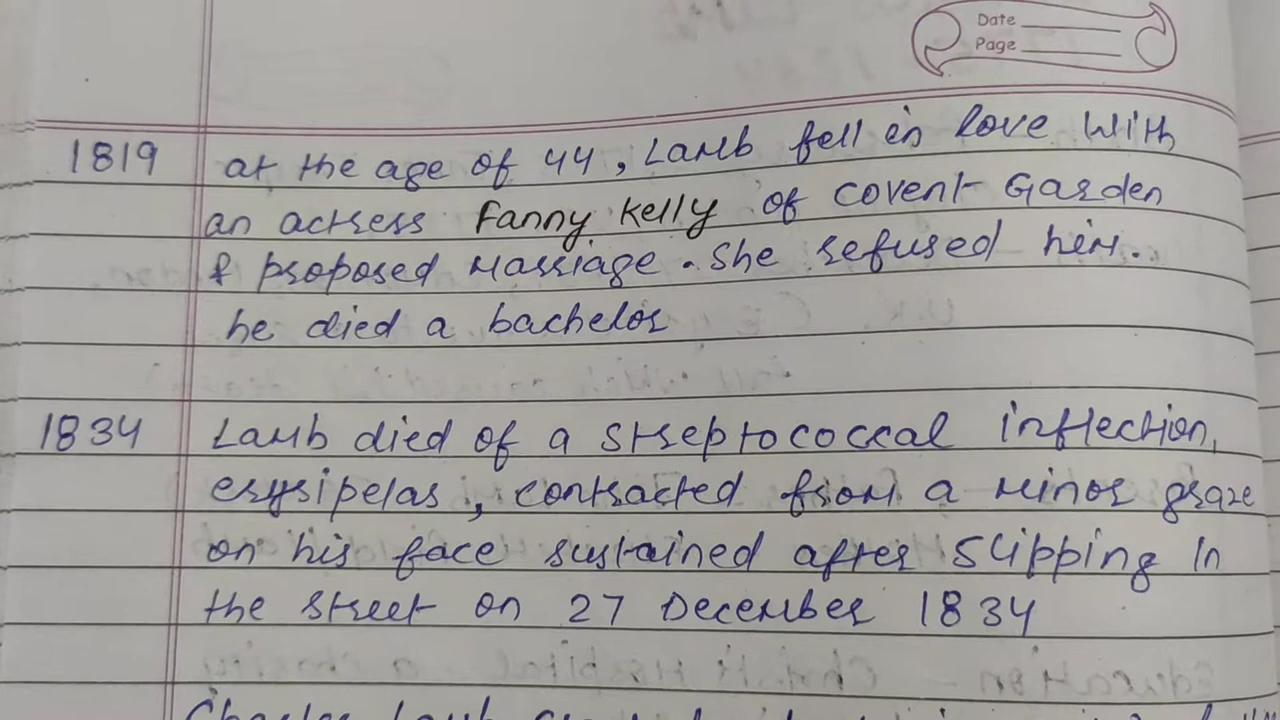 Date
Page
1819 at the age of 44, Lamb fell in love with
an actress Fanny Kelly of Covent Garden
& proposed Marriage. She refused him.
he died a bachelor
1834 Lamb died of a streptococcal inflection,
erysipelas, contracted from a minor graze
on his face sustained after slipping in
the street on 27 December 1834
Charles Lamb